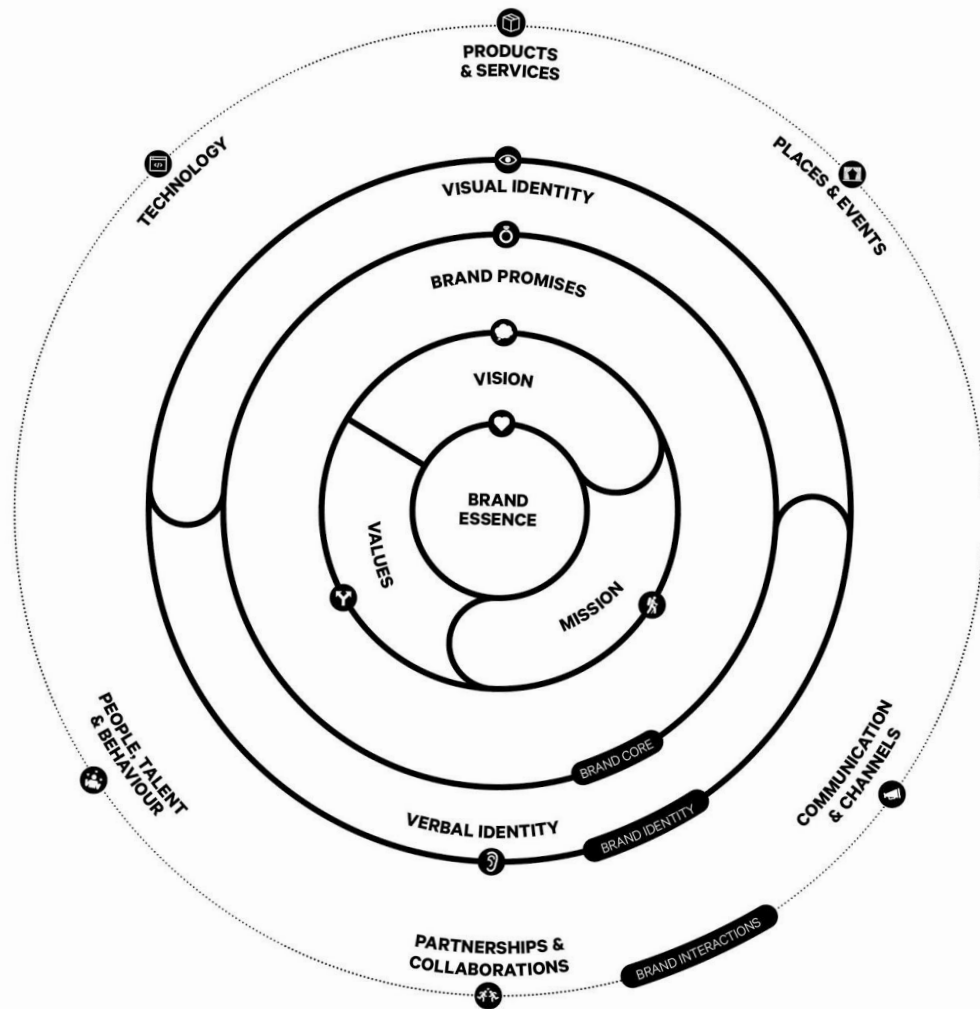 PRODUCTS
& SERVICES
TECHNOLOGY
PLACES & EVENTS
VISUAL IDENTITY
BRAND PROMISES
VISION
BRAND
ESSENCE
VALUES
MISSION
PEOPLE, TALENT
& BEHAVIOUR
COMMUNICATION
& CHANNELS
BRAND CORE
VERBAL IDENTITY
BRAND IDENTITY
PARTNERSHIPS &
COLLABORATIONS
BRAND INTERACTIONS